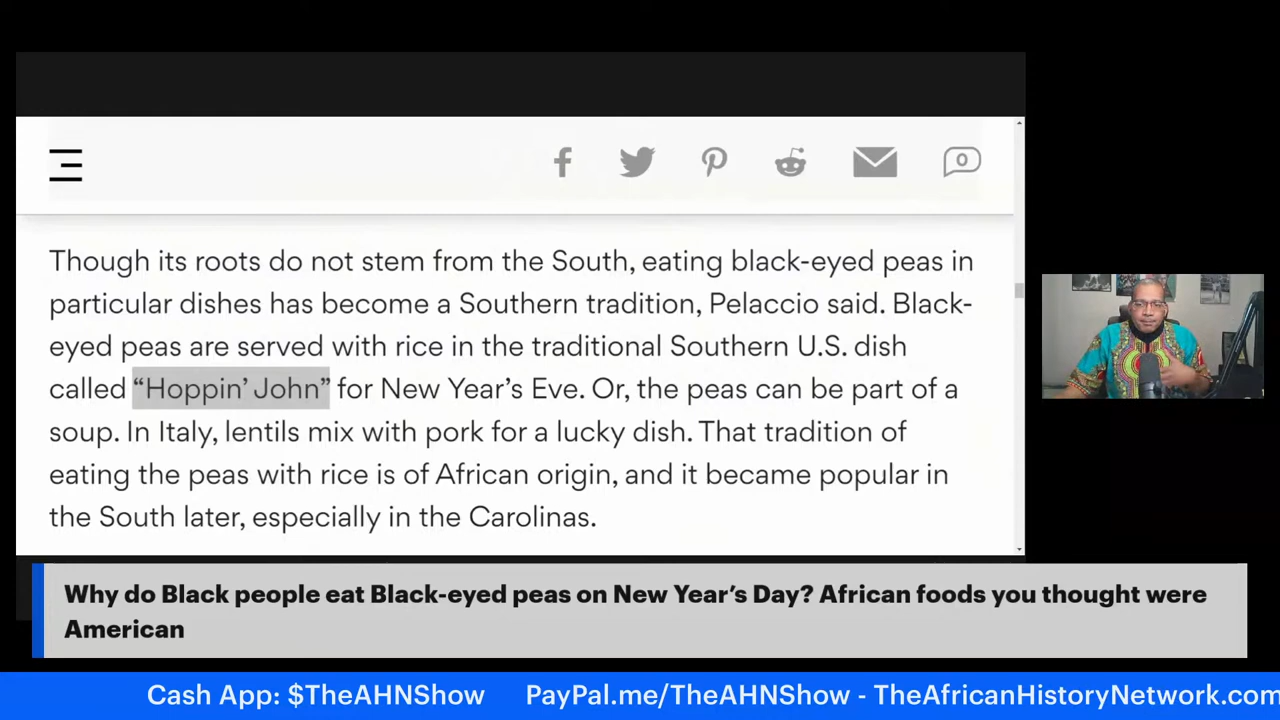 0
Though its roots do not stem from the South, eating black-eyed peas in
particular dishes has become a Southern tradition, Pelaccio said. Black-
eyed peas are served with rice in the traditional Southern U.S. dish
called “Hoppin’ John” for New Year’s Eve. Or, the peas can be part of a
soup. In Italy, lentils mix with pork for a lucky dish. That tradition of
eating the peas with rice is of African origin, and it became popular in
the South later, especially in the Carolinas.
Why do Black people eat Black-eyed peas on New Year’s Day? African foods you thought were
American
Cash App: $TheAHNShow PayPal.me/TheAHNShow - TheAfricanHistoryNetwork.com